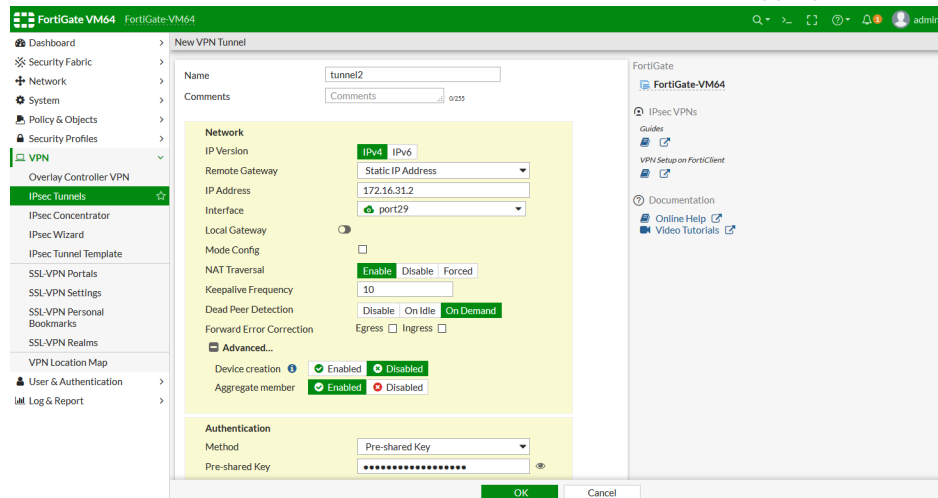 FortiGate VM64 FortiGate-VM64
admin
Dashboard
Security Fabric
Network
System
Policy & Objects
Security Profiles
VPN
Overlay Controller VPN
IPsec Tunnels
IPsec Concentrator
IPsec Wizard
IPsec Tunnel Template
SSL-VPN Portals
SSL-VPN Settings
SSL-VPN Personal
Bookmarks
SSL-VPN Realms
VPN Location Map
User & Authentication
Log & Report
New VPN Tunnel
Name tunnel2
Comments Comments 0/255
Network
IP Version IPv4 IPv6
Remote Gateway Static IP Address
IP Address 172.16.31.2
Interface port29
Local Gateway
Mode Config
NAT Traversal Enable Disable Forced
Keepalive Frequency 10
Dead Peer Detection Disable On Idle On Demand
Forward Error Correction Egress Ingress
Advanced...
Device creation Enabled Disabled
Aggregate member Enabled Disabled
Authentication
Method Pre-shared Key
Pre-shared Key ••••••••••••••••••
OK Cancel
FortiGate
FortiGate-VM64
IPsec VPNs
Guides
VPN Setup on FortiClient
Documentation
Online Help
Video Tutorials